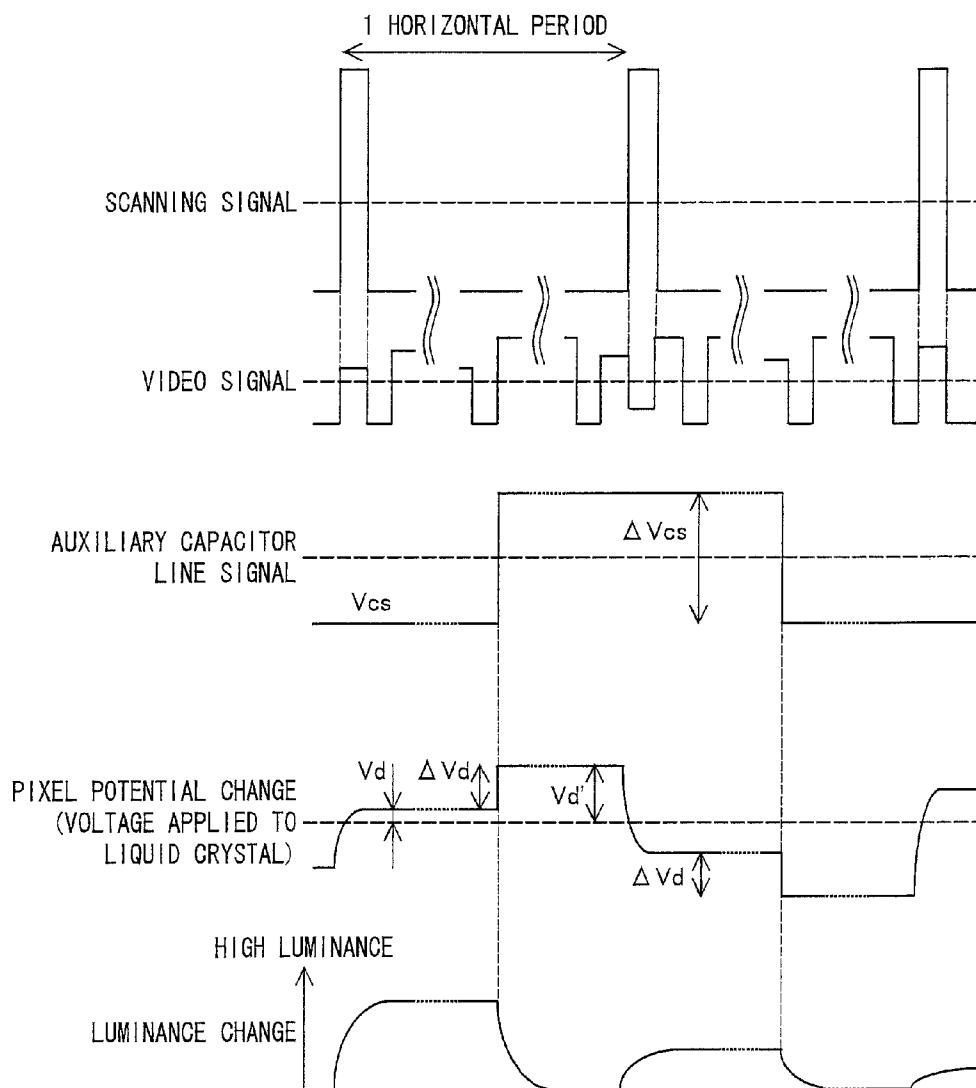 1 HORIZONTAL PERIOD
SCANNING SIGNAL
VIDEO SIGNAL
AUXILIARY CAPACITOR
LINE SIGNAL
ΔVcs
Vcs
PIXEL POTENTIAL CHANGE
(VOLTAGE APPLIED TO
LIQUID CRYSTAL)
Vd
ΔVd
Vd'
ΔVd
HIGH LUMINANCE
LUMINANCE CHANGE